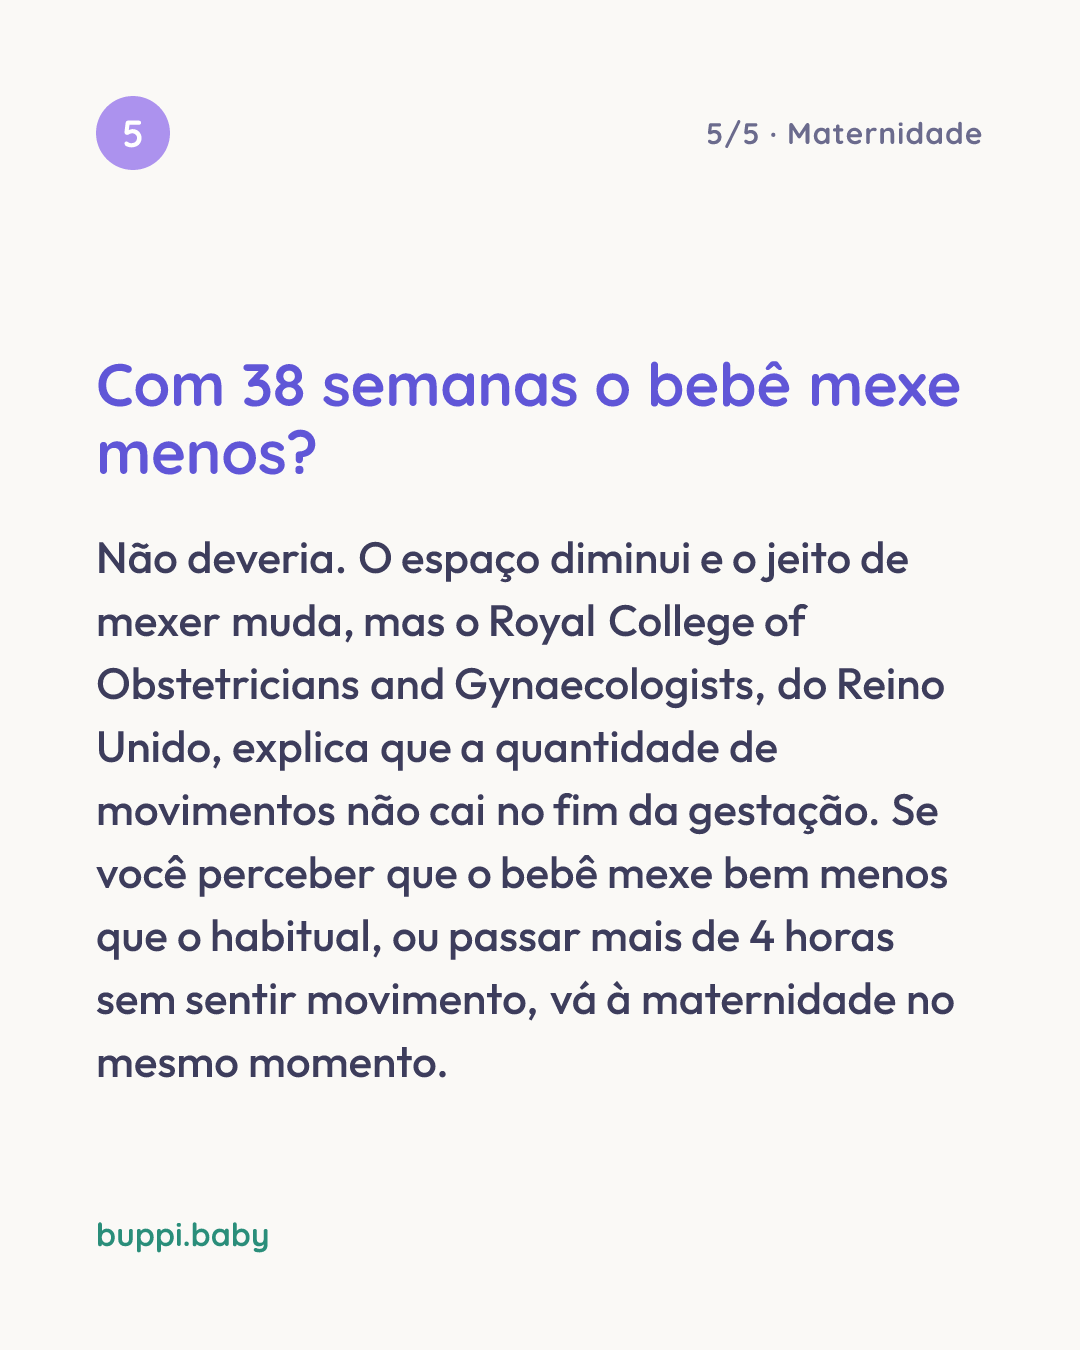 5
5/5 · Maternidade
Com 38 semanas o bebê mexe
menos?
Não deveria. O espaço diminui e o jeito de
mexer muda, mas o Royal College of
Obstetricians and Gynaecologists, do Reino
Unido, explica que a quantidade de
movimentos não cai no fim da gestação. Se
você perceber que o bebê mexe bem menos
que o habitual, ou passar mais de 4 horas
sem sentir movimento, vá à maternidade no
mesmo momento.
buppi.baby